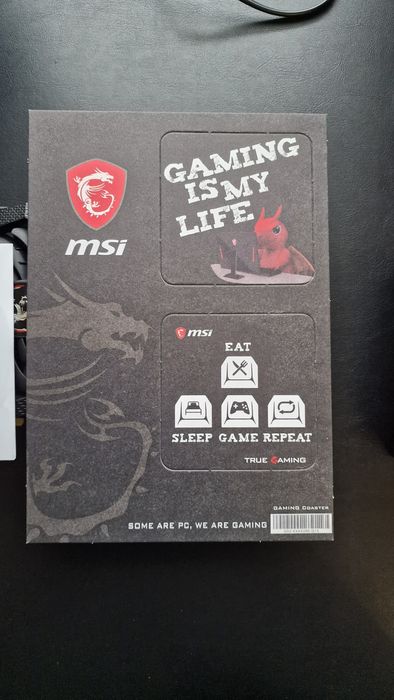 GAMING
IS MY
LIFE
msi
msi
EAT
SLEEP GAME REPEAT
TRUE GAMING
GAMING COASTER
SOME ARE PC, WE ARE GAMING